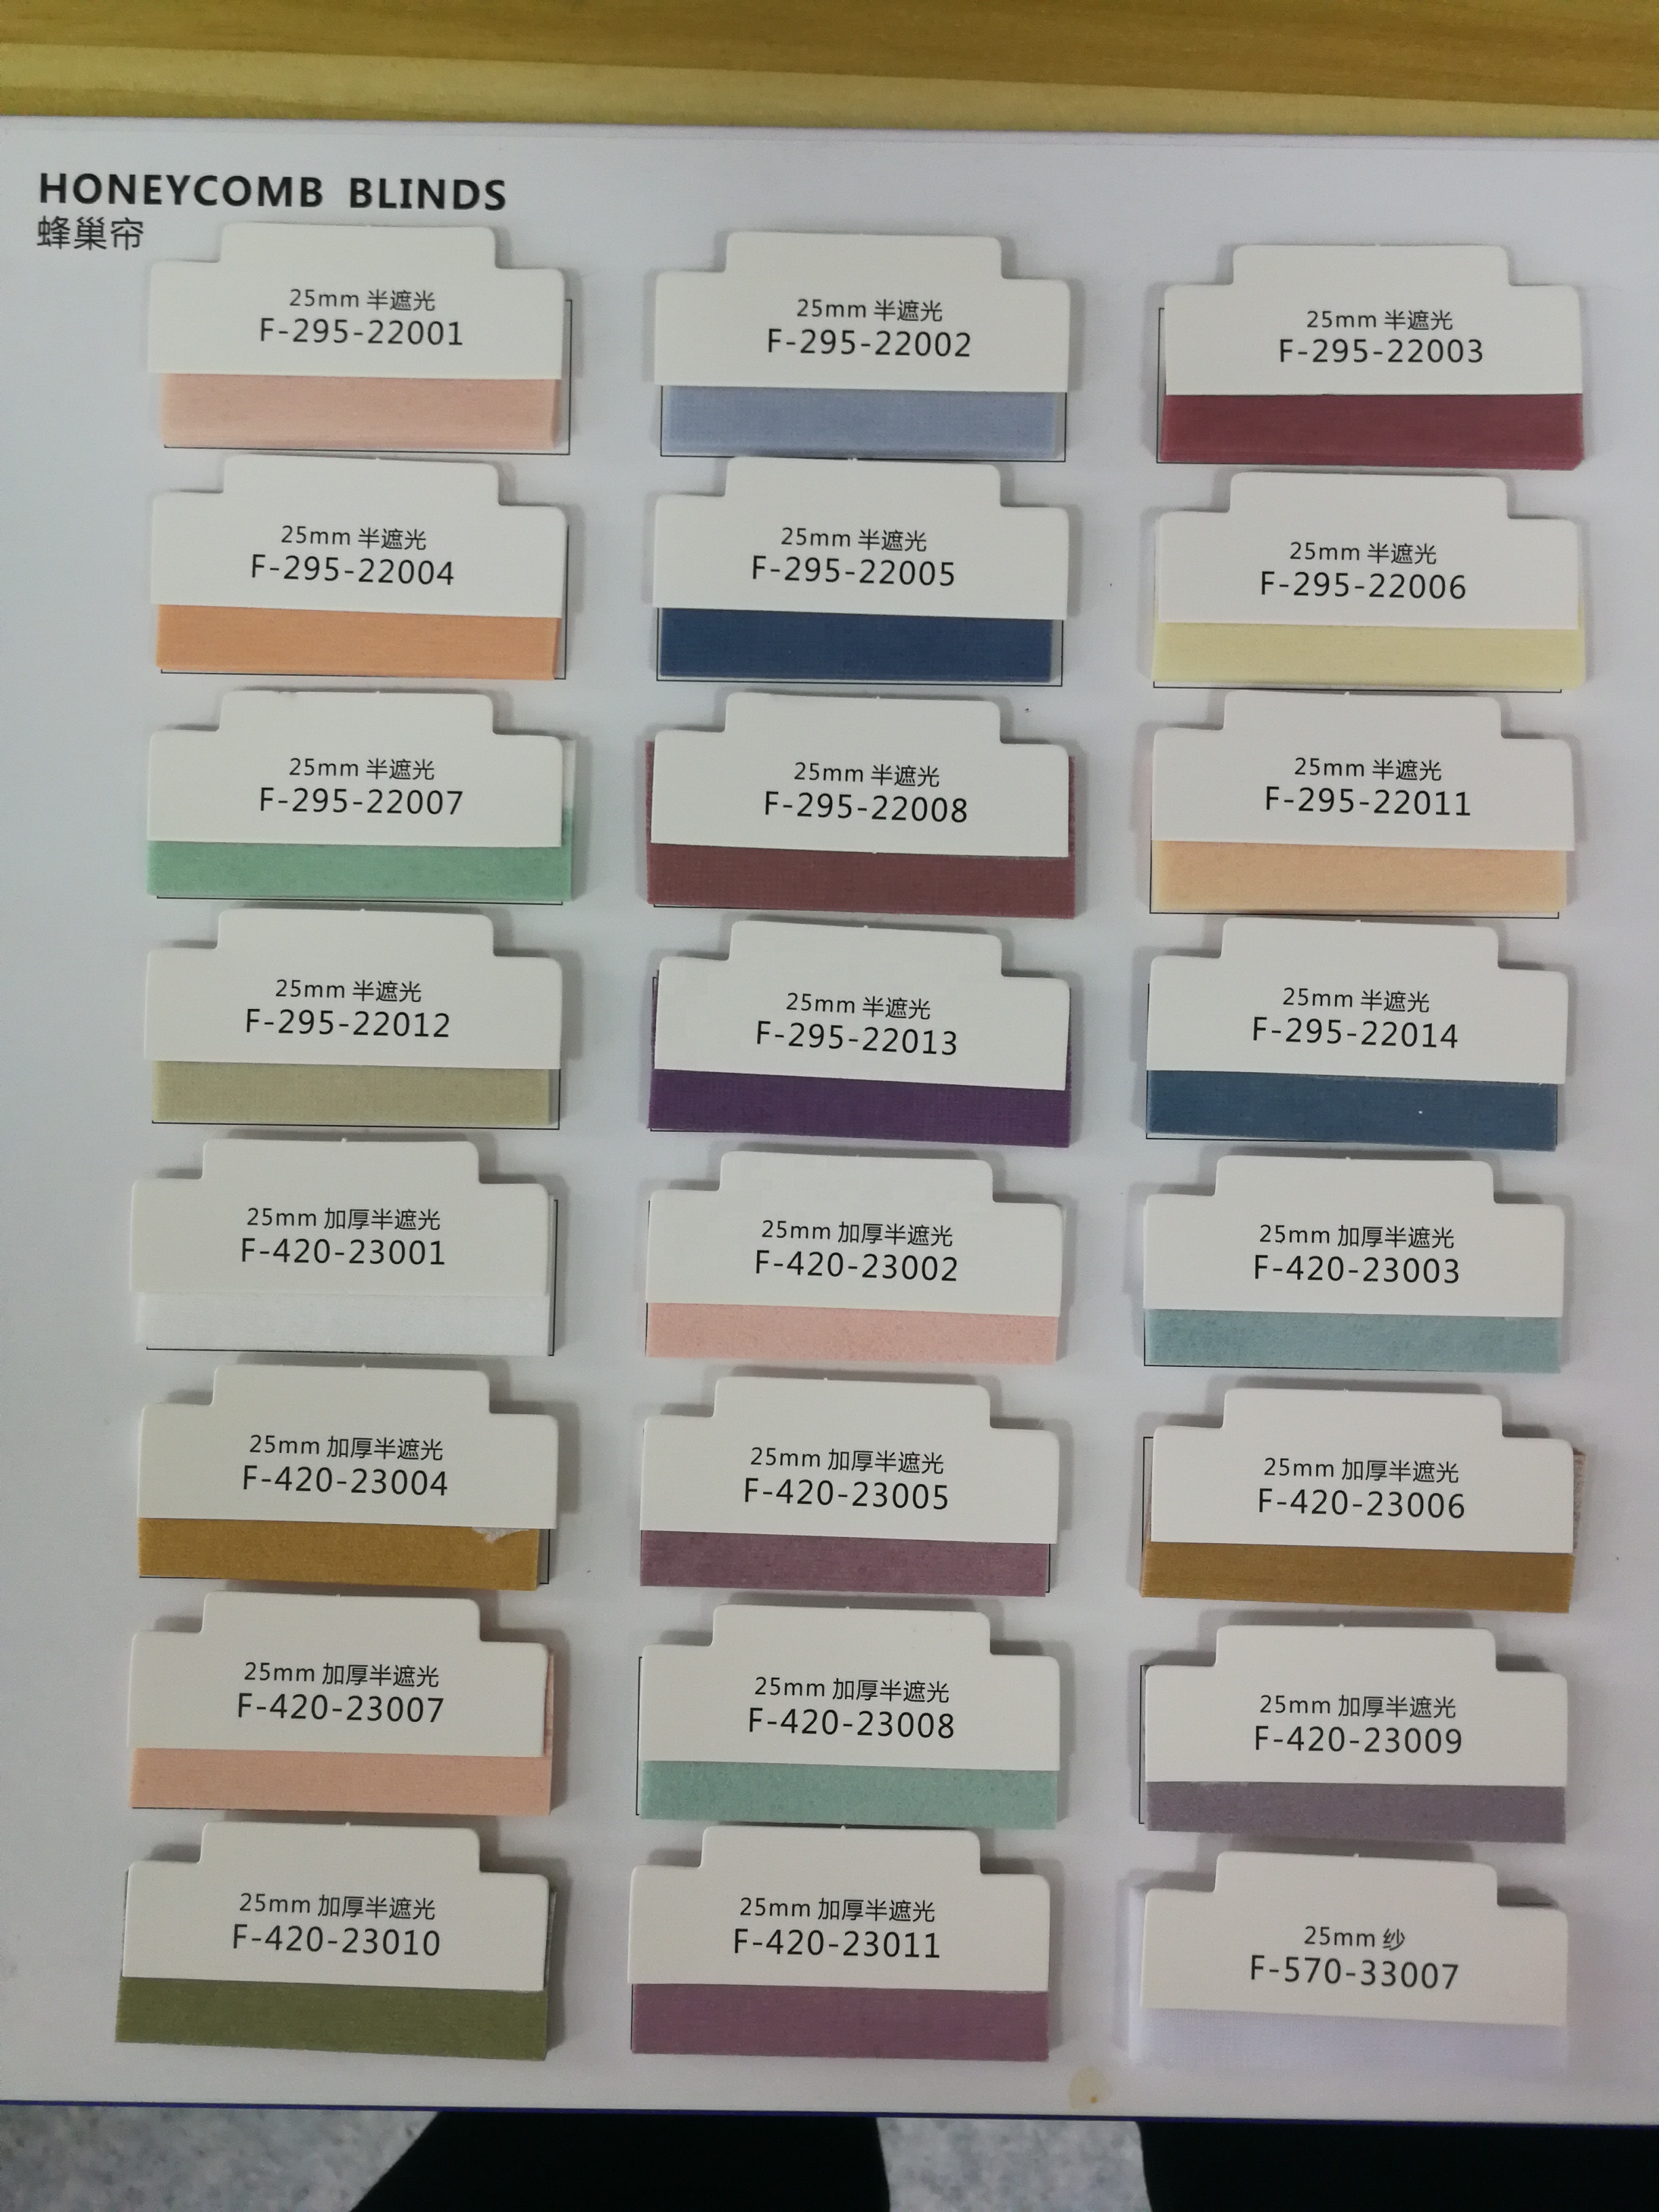 HONEYCOMB BLINDS
蜂巢帘
25mm 半遮光
F-295-22001
25mm 半遮光
F-295-22002
25mm 半遮光
F-295-22003
25mm 半遮光
F-295-22004
25mm 半遮光
F-295-22005
25mm 半遮光
F-295-22006
25mm 半遮光
F-295-22007
25mm 半遮光
F-295-22008
25mm 半遮光
F-295-22011
25mm 半遮光
F-295-22012
25mm 半遮光
F-295-22013
25mm 半遮光
F-295-22014
25mm 加厚半遮光
F-420-23001
25mm 加厚半遮光
F-420-23002
25mm 加厚半遮光
F-420-23003
25mm 加厚半遮光
F-420-23004
25mm 加厚半遮光
F-420-23005
25mm 加厚半遮光
F-420-23006
25mm 加厚半遮光
F-420-23007
25mm 加厚半遮光
F-420-23008
25mm 加厚半遮光
F-420-23009
25mm 加厚半遮光
F-420-23010
25mm 加厚半遮光
F-420-23011
25mm 纱
F-570-33007